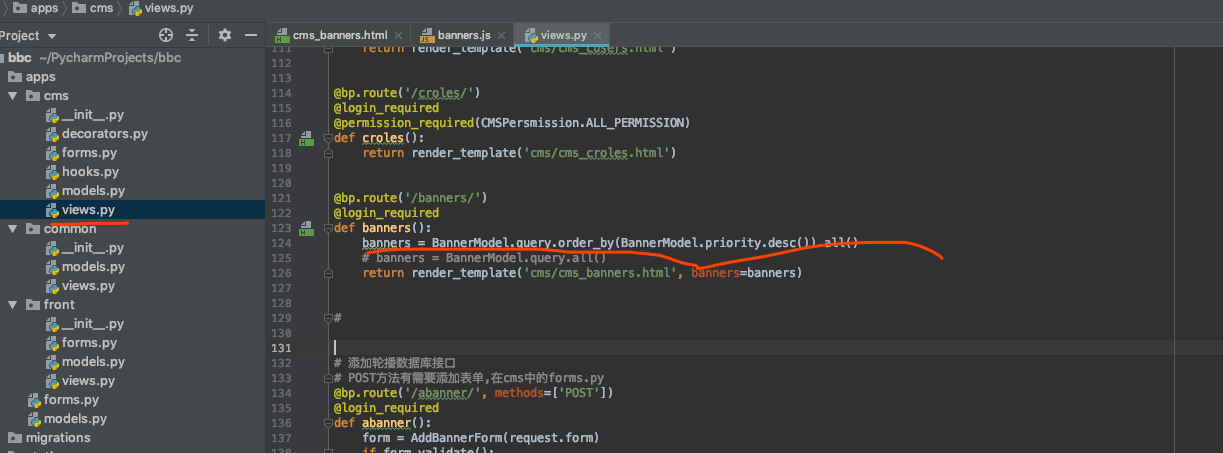 apps cms views.py
Project
cms_banners.html banners.js views.py
bbc ~/PycharmProjects/bbc
apps
cms
__init__.py
decorators.py
forms.py
hooks.py
models.py
views.py
common
__init__.py
models.py
views.py
front
__init__.py
forms.py
models.py
views.py
forms.py
models.py
migrations
111 return render_template('cms/cms_cusers.html')
112
113
114 @bp.route('/croles/')
115 @login_required
116 @permission_required(CMSPersmission.ALL_PERMISSION)
117 def croles():
118 return render_template('cms/cms_croles.html')
119
120
121 @bp.route('/banners/')
122 @login_required
123 def banners():
124 banners = BannerModel.query.order_by(BannerModel.priority.desc()).all()
125 # banners = BannerModel.query.all()
126 return render_template('cms/cms_banners.html', banners=banners)
127
128
129 #
130
131
132 # 添加轮播数据库接口
133 # POST方法有需要添加表单,在cms中的forms.py
134 @bp.route('/abanner/', methods=['POST'])
135 @login_required
136 def abanner():
137 form = AddBannerForm(request.form)
138 if form.validate():